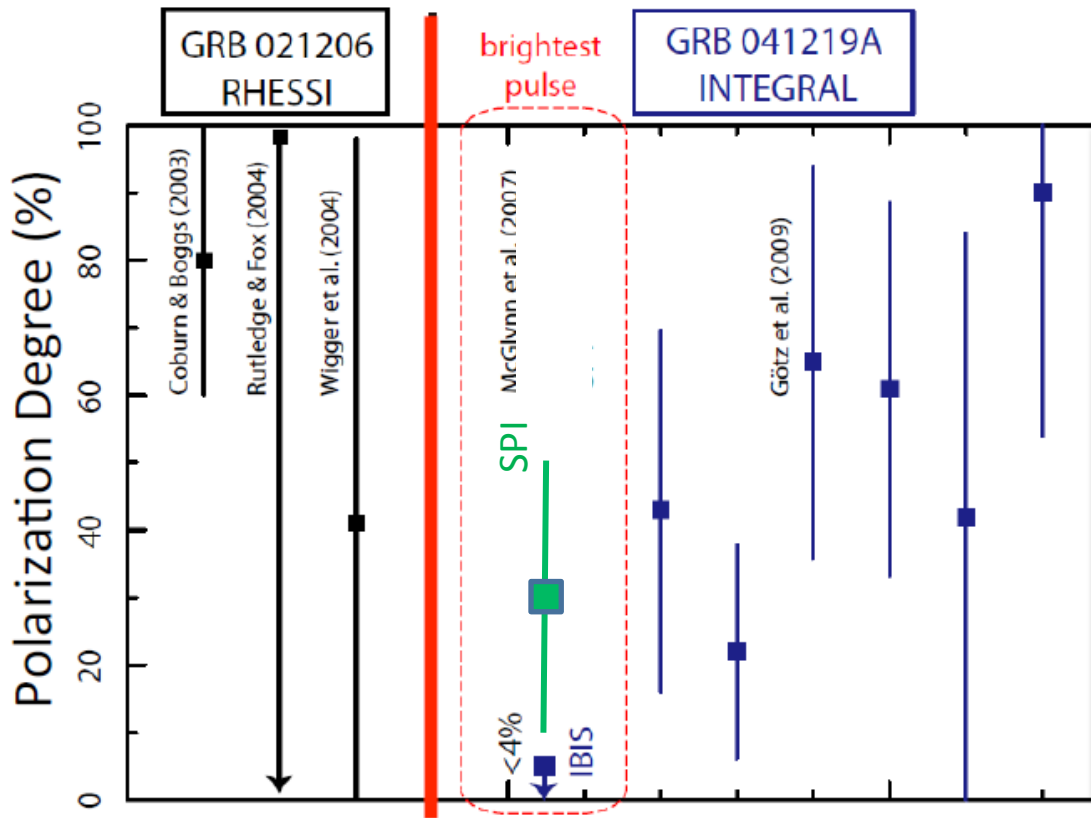 GRB 021206
RHESSI
brightest
pulse
GRB 041219A
INTEGRAL
Polarization Degree (%)
100
80
60
40
20
0
Coburn & Boggs (2003)
Rutledge & Fox (2004)
Wigger et al. (2004)
McGlynn et al. (2007)
SPI
<4%
IBIS
Götz et al. (2009)